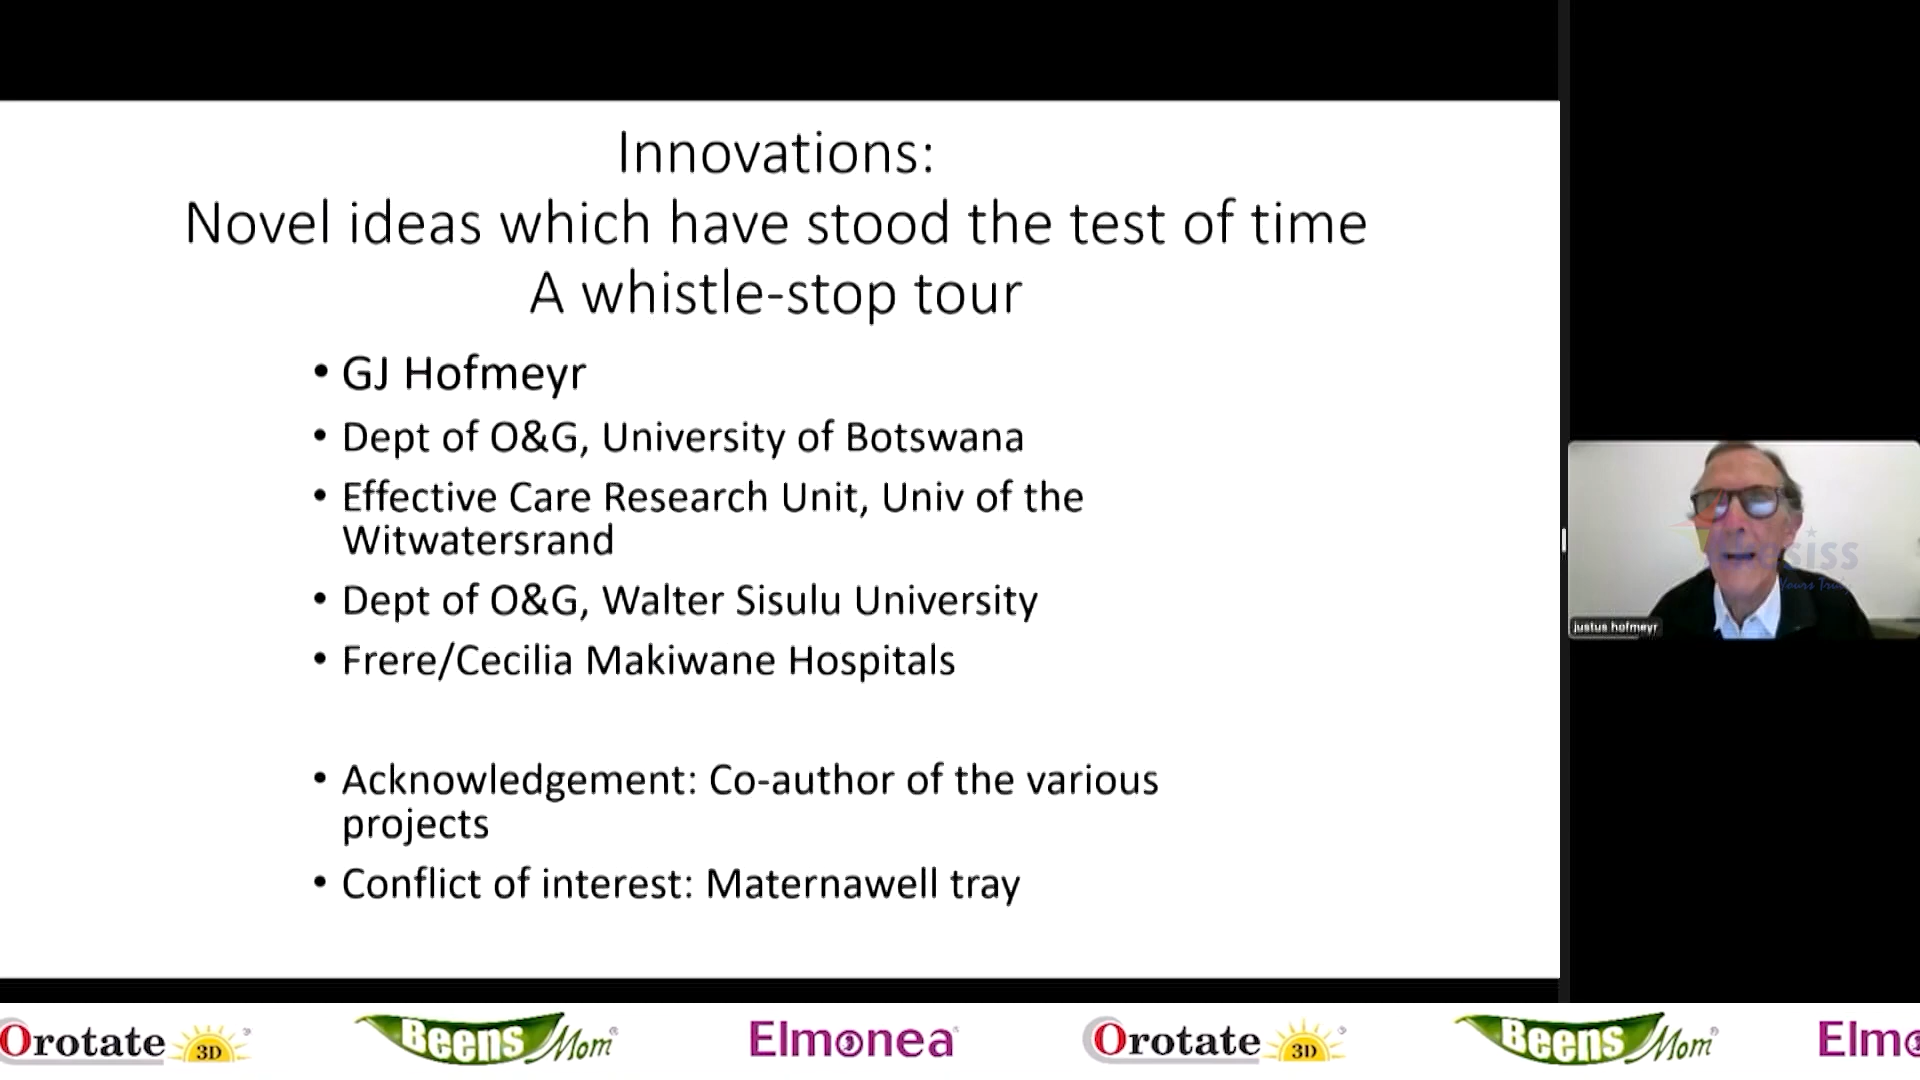 Innovations:
Novel ideas which have stood the test of time
A whistle-stop tour
• GJ Hofmeyr
• Dept of O&G, University of Botswana
• Effective Care Research Unit, Univ of the
Witwatersrand
• Dept of O&G, Walter Sisulu University
• Frere/Cecilia Makiwane Hospitals
• Acknowledgement: Co-author of the various
projects
• Conflict of interest: Maternawell tray
justus hofmeyr
Orotate 3D Beens Mom Elmonea Orotate 3D Beens Mom